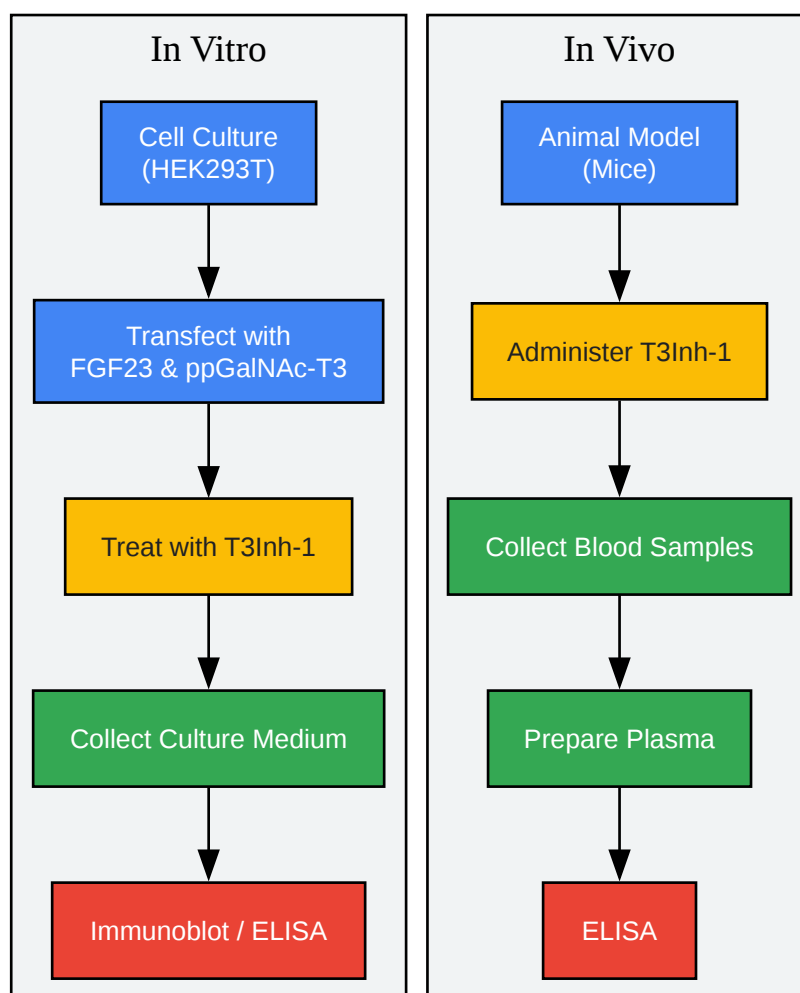 In Vitro
Cell Culture
(HEK293T)
Transfect with
FGF23 & ppGalNAc-T3
Treat with T3Inh-1
Collect Culture Medium
Immunoblot / ELISA
In Vivo
Animal Model
(Mice)
Administer T3Inh-1
Collect Blood Samples
Prepare Plasma
ELISA